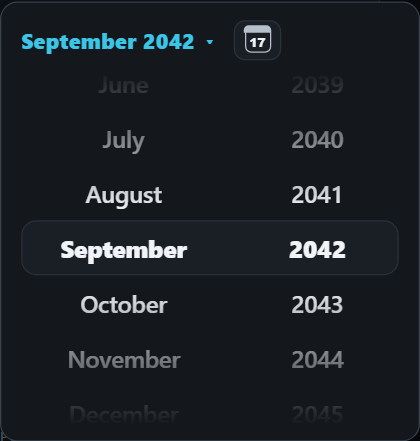 September 2042
17
June 2039
July 2040
August 2041
September 2042
October 2043
November 2044
December 2045